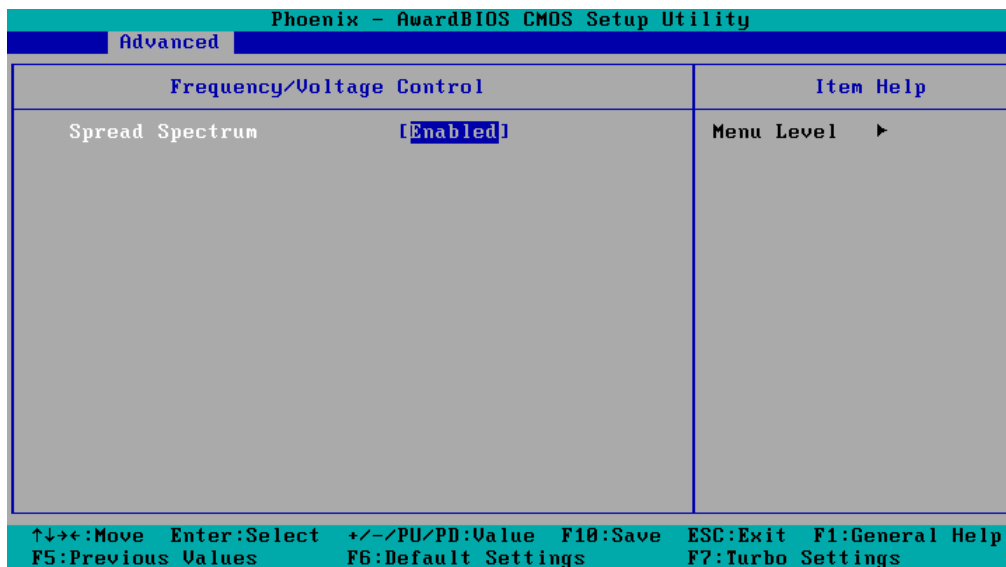 Phoenix - AwardBIOS CMOS Setup Utility
Advanced
Frequency/Voltage Control
Item Help
Spread Spectrum [Enabled]
Menu Level ▶
↑↓→←:Move Enter:Select +/-/PU/PD:Value F10:Save ESC:Exit F1:General Help
F5:Previous Values F6:Default Settings F7:Turbo Settings